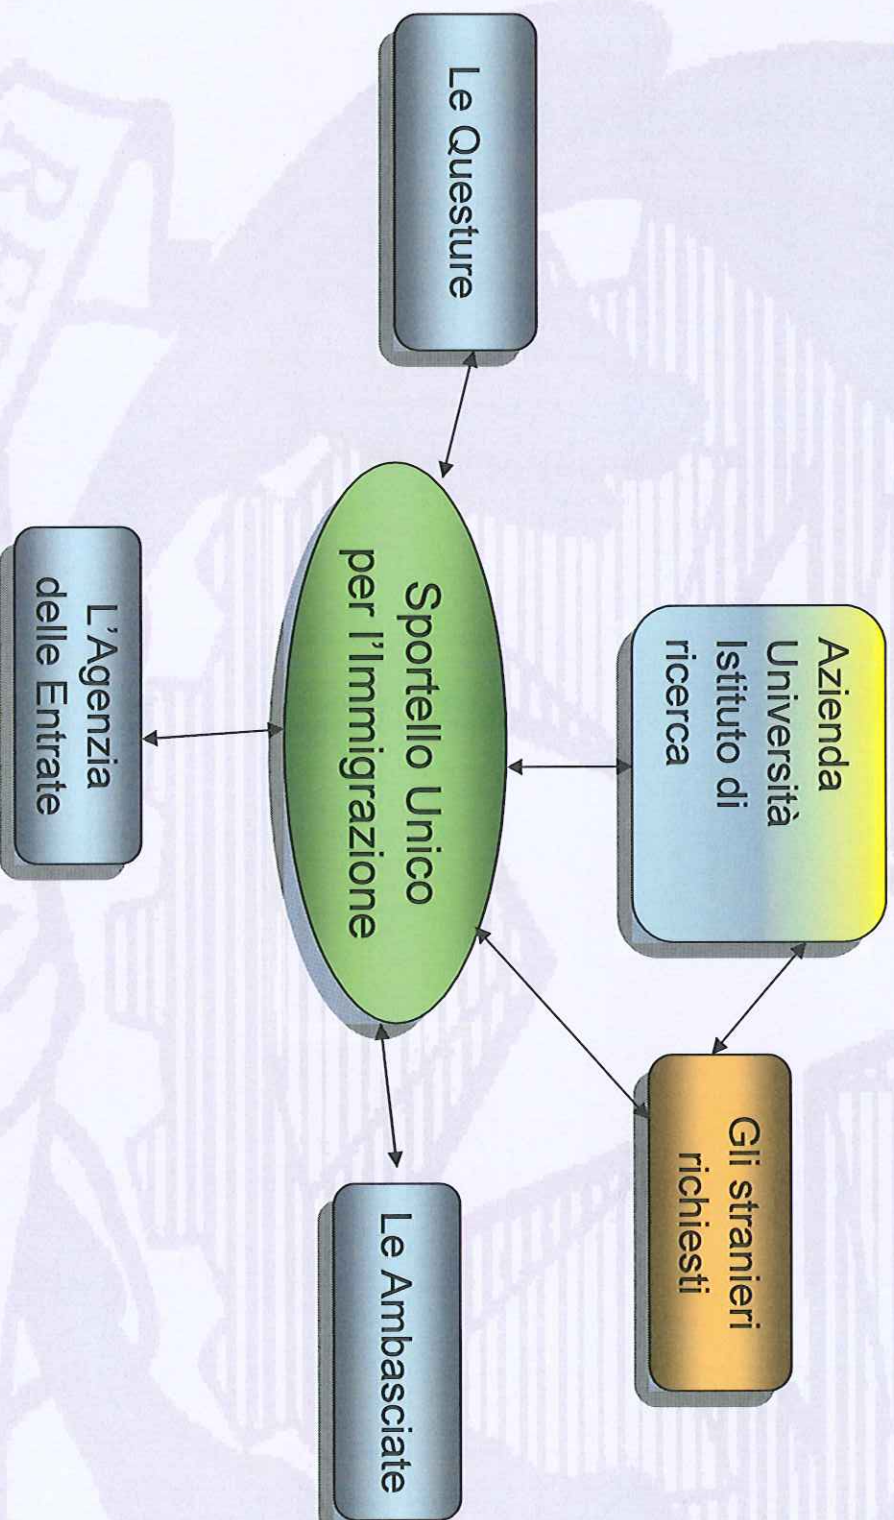 Azienda
Università
Istituto di
ricerca
Gli stranieri
richiesti
Le Questure
Sportello Unico
per l'Immigrazione
Le Ambasciate
L'Agenzia
delle Entrate